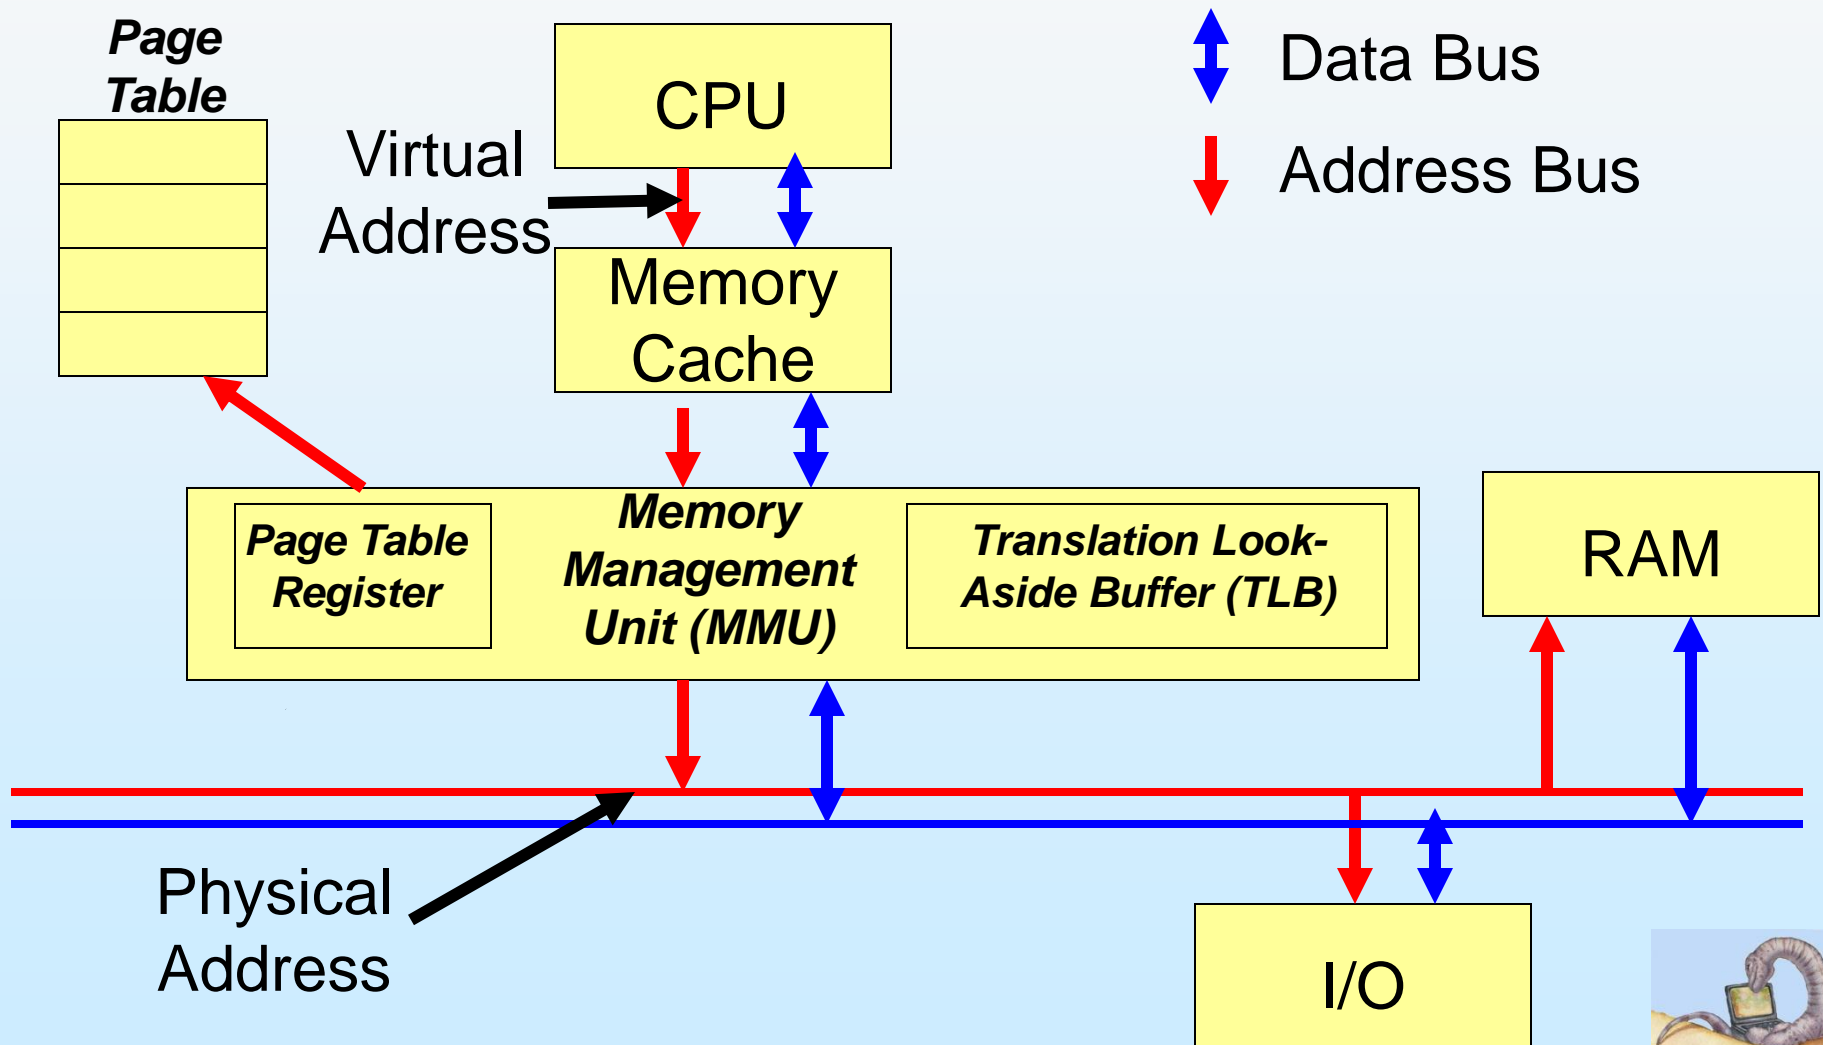 Page
Table
CPU
Virtual
Address
Data Bus
Address Bus
Memory
Cache
Page Table
Register
Memory
Management
Unit (MMU)
Translation Look-
Aside Buffer (TLB)
RAM
Physical
Address
I/O